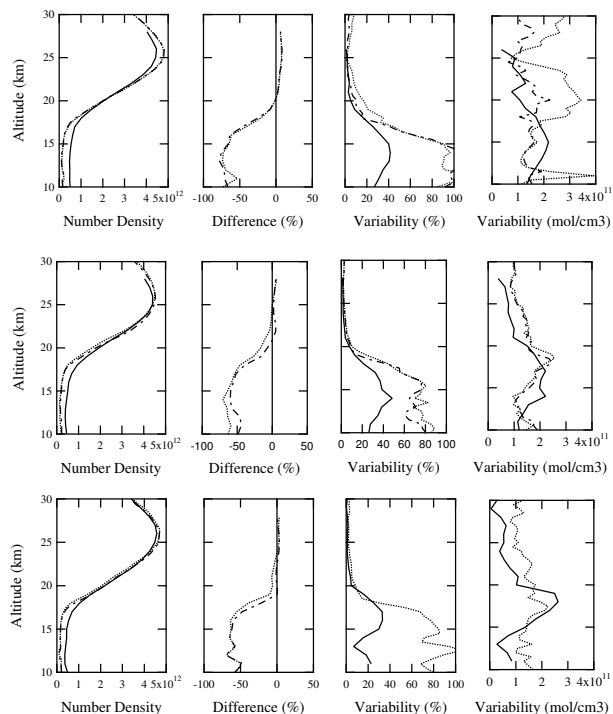 30
25
20
15
10
Altitude (km)
0 1 2 3 4 5x10 12
Number Density
-100 -50 0 50
Difference (%)
0 20 40 60 80 100
Variability (%)
0 1 2 3 4x10 11
Variability (mol/cm3)
30
25
20
15
10
Altitude (km)
0 1 2 3 4 5x10 12
Number Density
-100 -50 0 50
Difference (%)
0 20 40 60 80 100
Variability (%)
0 1 2 3 4x10 11
Variability (mol/cm3)
30
25
20
15
10
Altitude (km)
0 1 2 3 4 5x10 12
Number Density
-100 -50 0 50
Difference (%)
0 20 40 60 80 100
Variability (%)
0 1 2 3 4x10 11
Variability (mol/cm3)